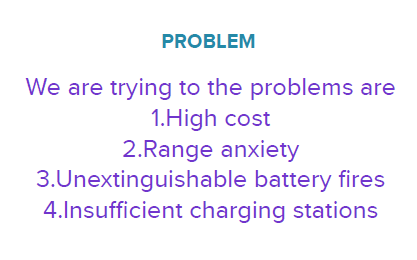 PROBLEM
We are trying to the problems are
1.High cost
2.Range anxiety
3.Unextinguishable battery fires
4.Insufficient charging stations